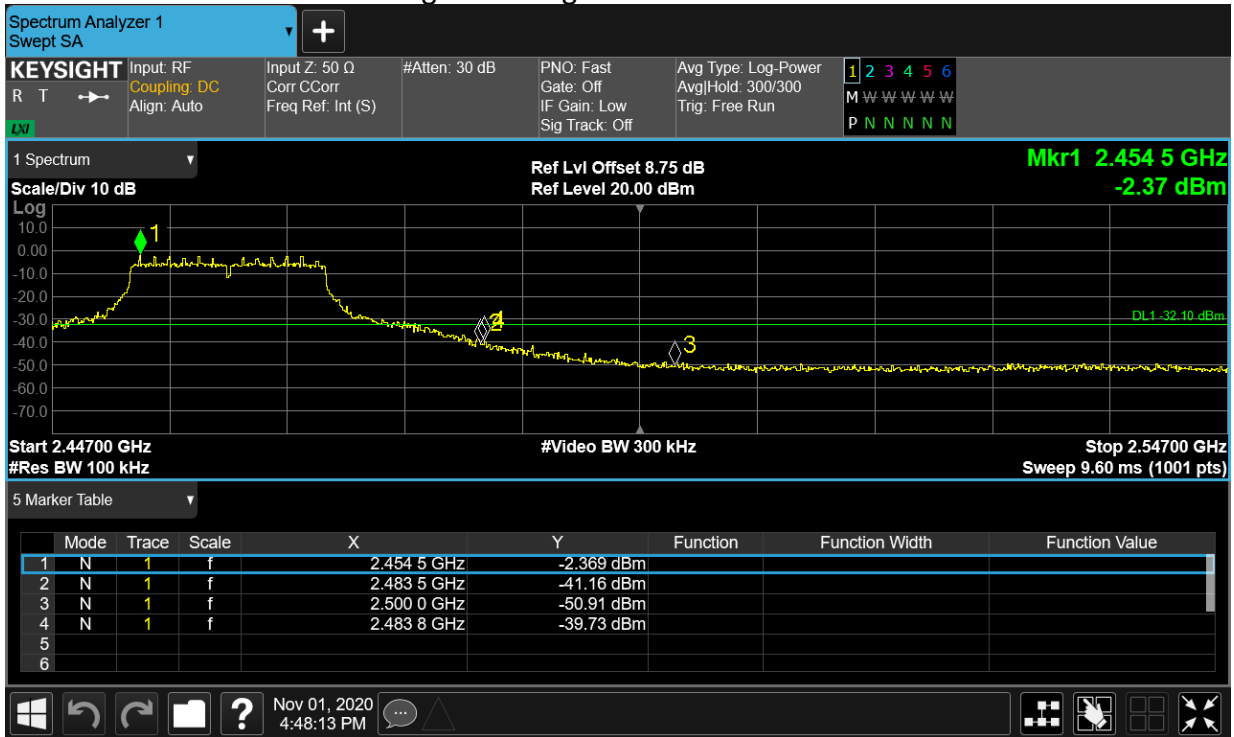 Spectrum Analyzer 1
Swept SA
KEYSIGHT
R T
LXI
Input: RF
Coupling: DC
Align: Auto
Input Z: 50 Ω
Corr CCorr
Freq Ref: Int (S)
#Atten: 30 dB
PNO: Fast
Gate: Off
IF Gain: Low
Sig Track: Off
Avg Type: Log-Power
Avg|Hold: 300/300
Trig: Free Run
1 2 3 4 5 6
M W W W W W
P N N N N N
1 Spectrum
Scale/Div 10 dB
Ref Lvl Offset 8.75 dB
Ref Level 20.00 dBm
Mkr1 2.454 5 GHz
-2.37 dBm
Log
10.0
0.00
-10.0
-20.0
-30.0
-40.0
-50.0
-60.0
-70.0
1
2
4
3
DL1 -32.10 dBm
Start 2.44700 GHz
#Video BW 300 kHz
Stop 2.54700 GHz
#Res BW 100 kHz
Sweep 9.60 ms (1001 pts)
5 Marker Table
Mode Trace Scale X Y Function Function Width Function Value
1 N 1 f 2.454 5 GHz -2.369 dBm
2 N 1 f 2.483 5 GHz -41.16 dBm
3 N 1 f 2.500 0 GHz -50.91 dBm
4 N 1 f 2.483 8 GHz -39.73 dBm
5
6
?
Nov 01, 2020
4:48:13 PM